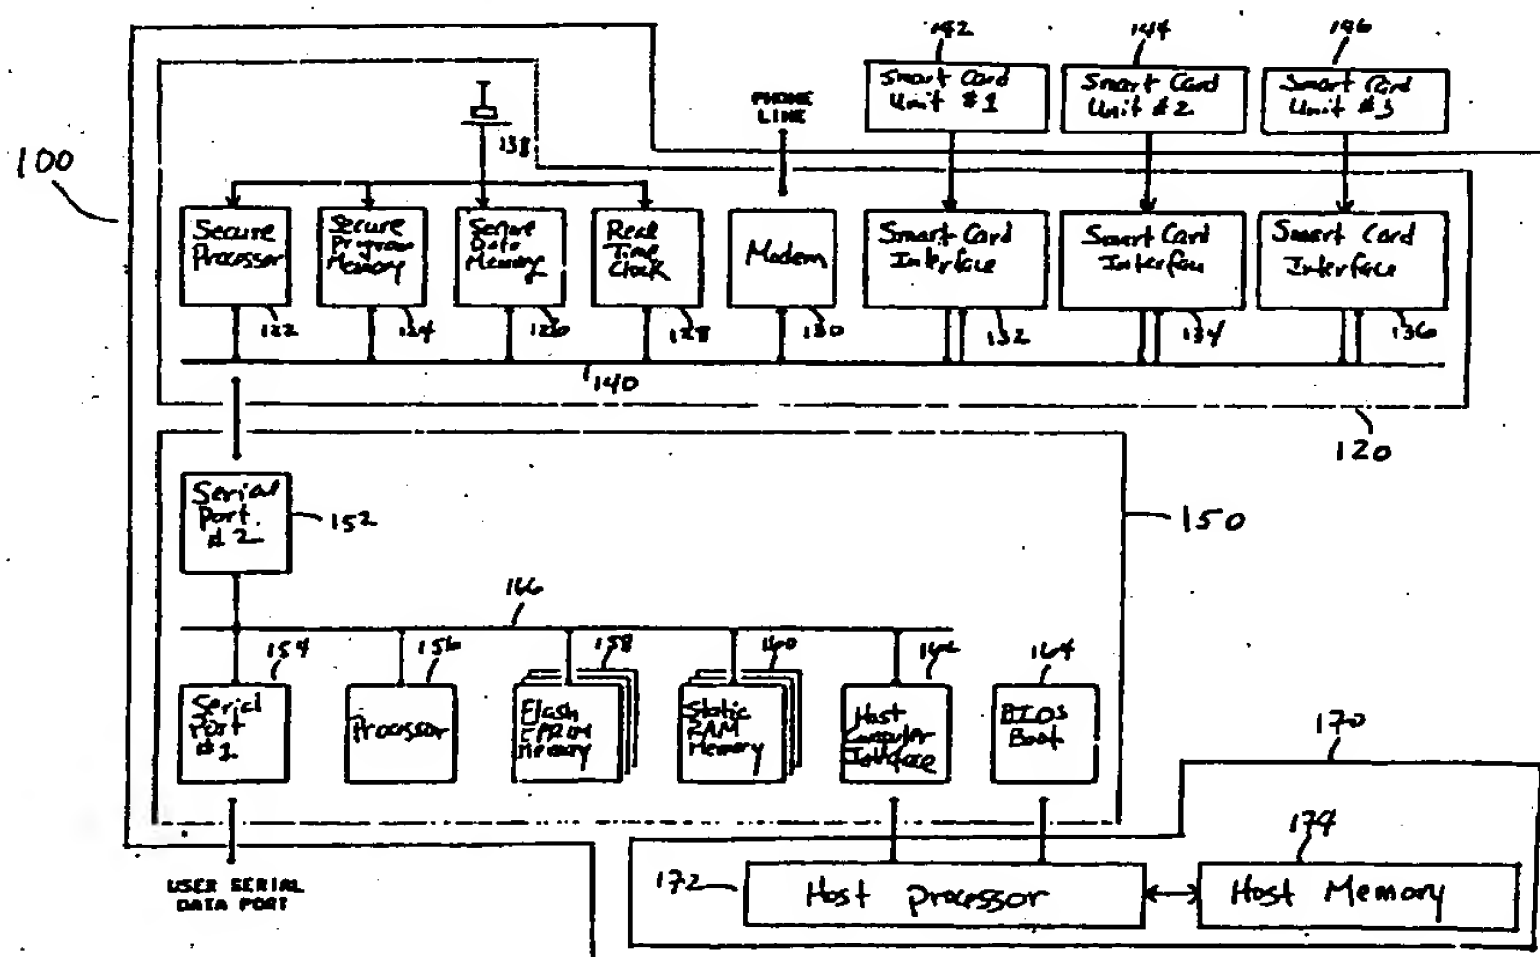 142
144
146
Smart Card
Unit #1
Smart Card
Unit #2
Smart Card
Unit #3
PHONE
LINE
138
100
Secure
Processor
Secure
Program
Memory
Secure
Data
Memory
Real
Time
Clock
Modem
Smart Card
Interface
Smart Card
Interface
Smart Card
Interface
122
124
126
128
130
132
134
136
140
120
Serial
Port
#2
152
150
166
154
156
158
160
162
164
Serial
Port
#1
Processor
Flash
EPROM
Memory
Static
RAM
Memory
Host
Computer
Interface
BIOS
Boot
170
174
USER SERIAL
DATA PORT
172
Host Processor
Host Memory